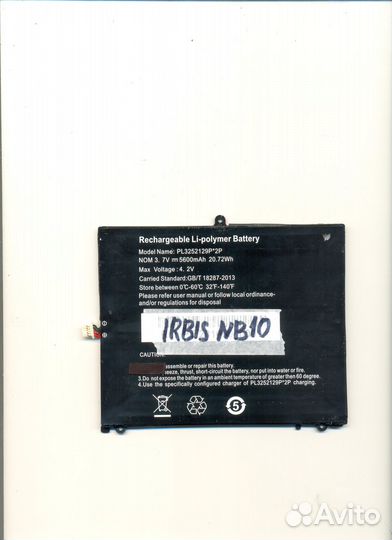 Rechargeable Li-polymer Battery
Model Name: PL3252129P*2P
NOM 3. 7V ⎓ 5600mAh 20.72Wh
Max Voltage : 4. 2V
Carried Standard:GB/T 18287-2013
Store between 0℃-60℃ 32℉-140℉
Please refer user manual or follow local ordinance-
and/or regulations for disposal
IRBIS NB10
assemble or repair this battery.
eeze, thrust, short-circuit the battery, nor put into water or fire.
3.Do not expose the battery in an ambient temperature of greater then 60 degree.
4.Use the specifically configured charger of PL3252129P*2P charging.
5
Avito